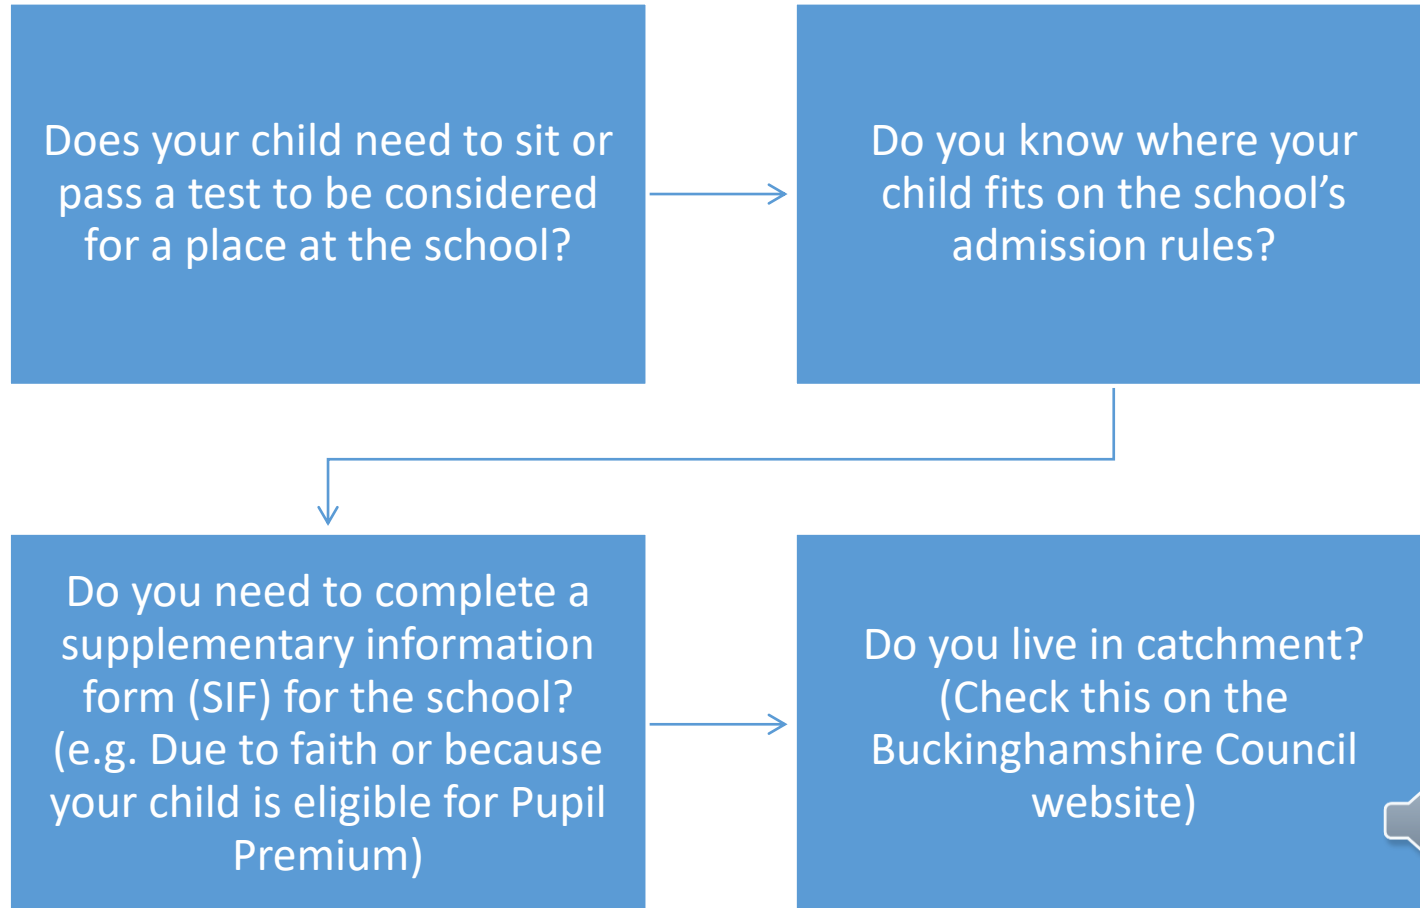 Does your child need to sit or
pass a test to be considered
for a place at the school?
Do you know where your
child fits on the school’s
admission rules?
Do you need to complete a
supplementary information
form (SIF) for the school?
(e.g. Due to faith or because
your child is eligible for Pupil
Premium)
Do you live in catchment?
(Check this on the
Buckinghamshire Council
website)